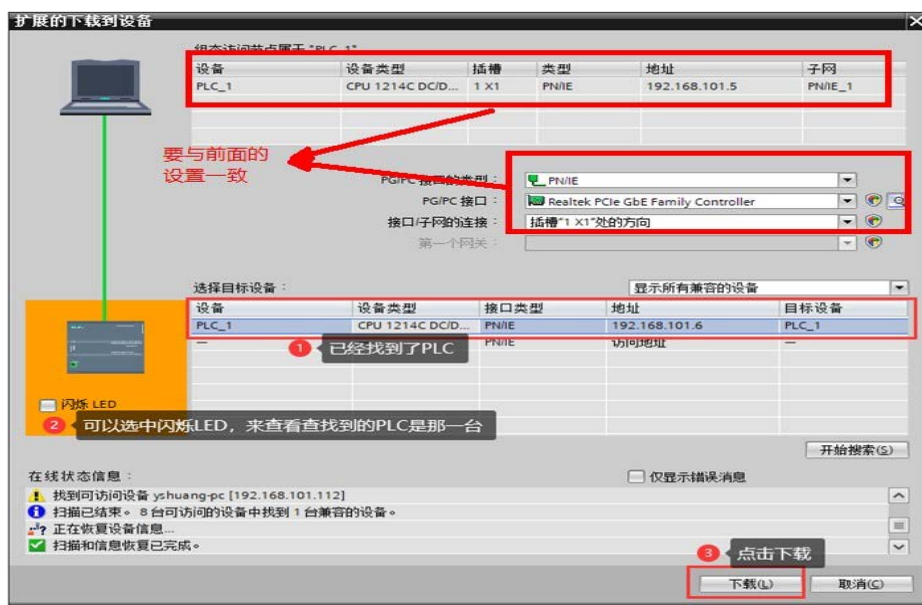 扩展的下载到设备
组态访问节点属于 "PLC_1"
设备 设备类型 插槽 类型 地址 子网
PLC_1 CPU 1214C DC/D... 1 X1 PN/IE 192.168.101.5 PN/IE_1
要与前面的
设置一致
PG/PC 接口的类型： PN/IE
PG/PC 接口： Realtek PCIe GbE Family Controller
接口/子网的连接： 插槽"1 X1"处的方向
第一个网关：
选择目标设备： 显示所有兼容的设备
设备 设备类型 接口类型 地址 目标设备
PLC_1 CPU 1214C DC/D... PN/IE 192.168.101.6 PLC_1
— PN/IE 访问地址 —
1 已经找到了PLC
闪烁 LED
2 可以选中闪烁LED，来查看查找到的PLC是那一台
开始搜索(S)
在线状态信息： 仅显示错误消息
找到可访问设备 yshuang-pc [192.168.101.112]
扫描已结束。8 台可访问的设备中找到 1 台兼容的设备。
正在恢复设备信息...
扫描和信息恢复已完成。
3 点击下载
下载(L) 取消(C)